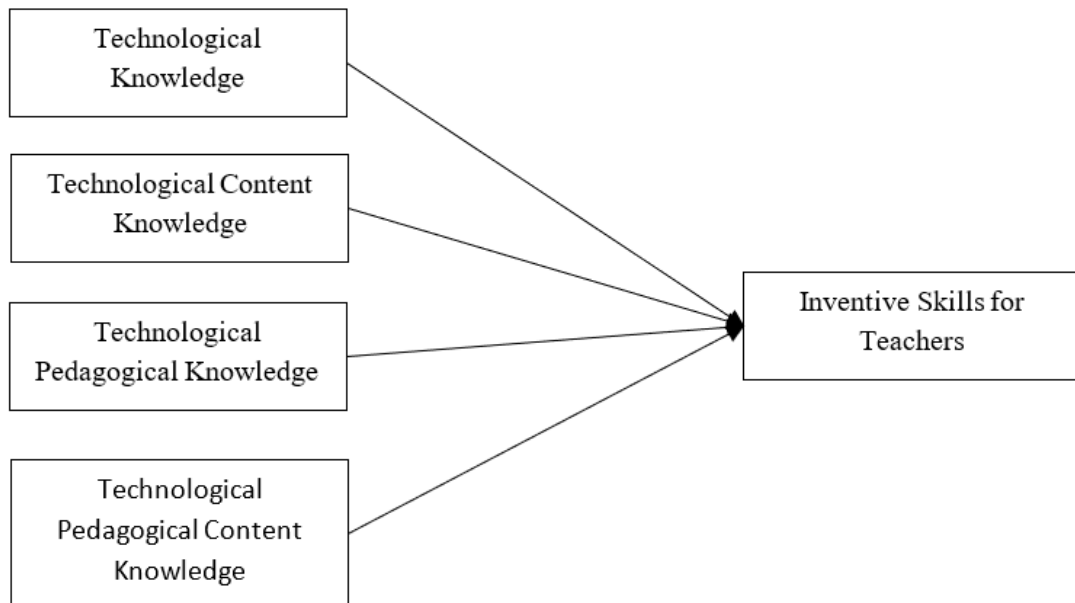 Technological
Knowledge
Technological Content
Knowledge
Technological
Pedagogical Knowledge
Technological
Pedagogical Content
Knowledge
Inventive Skills for
Teachers